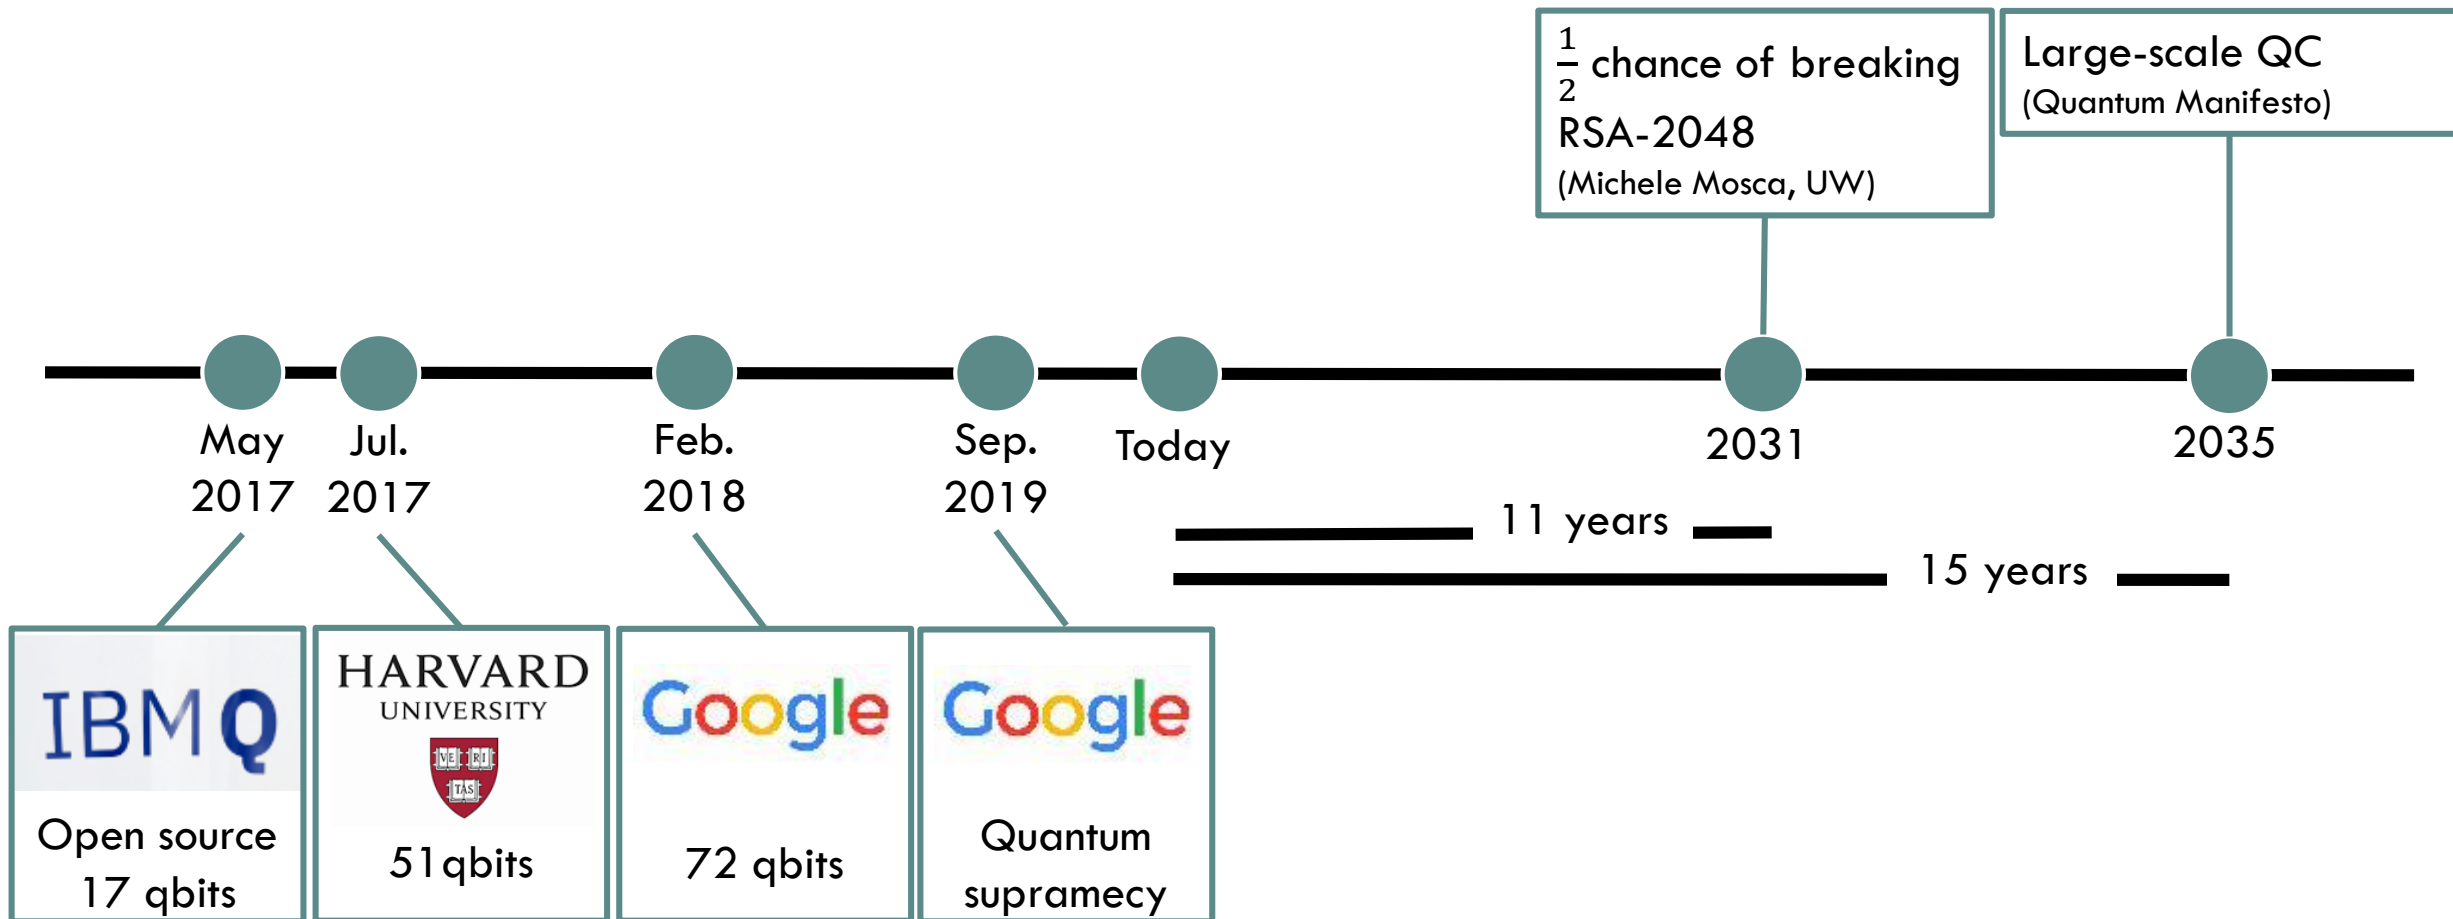 1/2 chance of breaking
RSA-2048
(Michele Mosca, UW)
Large-scale QC
(Quantum Manifesto)
May
2017
Jul.
2017
Feb.
2018
Sep.
2019
Today
2031
2035
11 years
15 years
IBM Q
Open source
17 qbits
HARVARD
UNIVERSITY
VE RI
TAS
51qbits
Google
72 qbits
Google
Quantum
supramecy